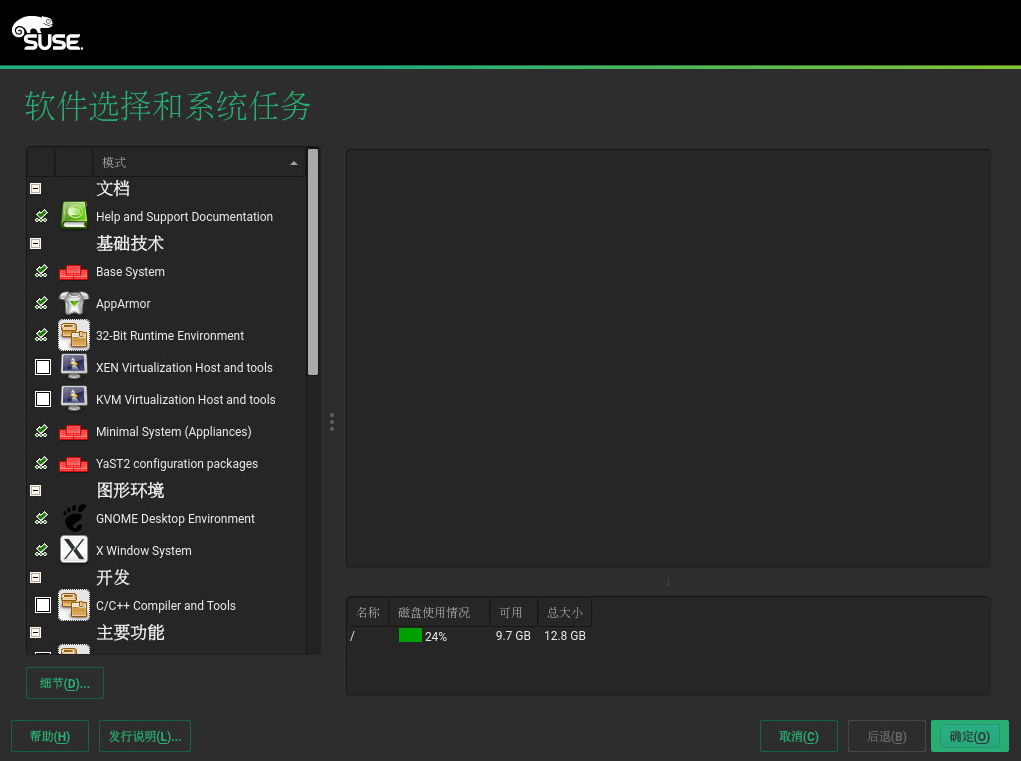 SUSE
软件选择和系统任务
模式
文档
Help and Support Documentation
基础技术
Base System
AppArmor
32-Bit Runtime Environment
XEN Virtualization Host and tools
KVM Virtualization Host and tools
Minimal System (Appliances)
YaST2 configuration packages
图形环境
GNOME Desktop Environment
X Window System
开发
C/C++ Compiler and Tools
主要功能
名称 磁盘使用情况 可用 总大小
/ 24% 9.7 GB 12.8 GB
细节(D)...
帮助(H) 发行说明(L)... 取消(C) 后退(B) 确定(O)